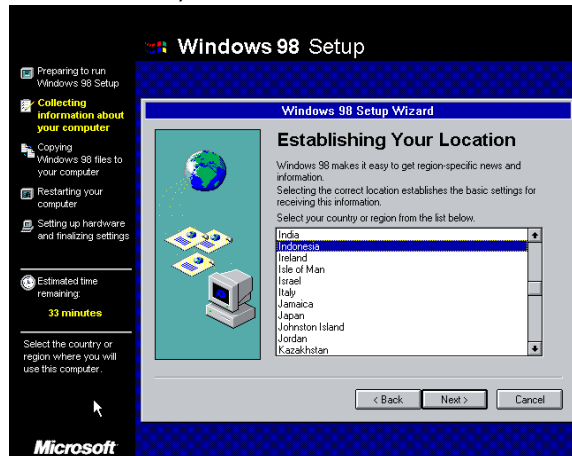 Windows 98 Setup
Preparing to run
Windows 98 Setup
Collecting
information about
your computer
Copying
Windows 98 files to
your computer
Restarting your
computer
Setting up hardware
and finalizing settings
Estimated time
remaining:
33 minutes
Select the country or
region where you will
use this computer.
Microsoft
Windows 98 Setup Wizard
Establishing Your Location
Windows 98 makes it easy to get region-specific news and
information.
Selecting the correct location establishes the basic settings for
receiving this information.
Select your country or region from the list below.
India
Indonesia
Ireland
Isle of Man
Israel
Italy
Jamaica
Japan
Johnston Island
Jordan
Kazakhstan
< Back
Next >
Cancel